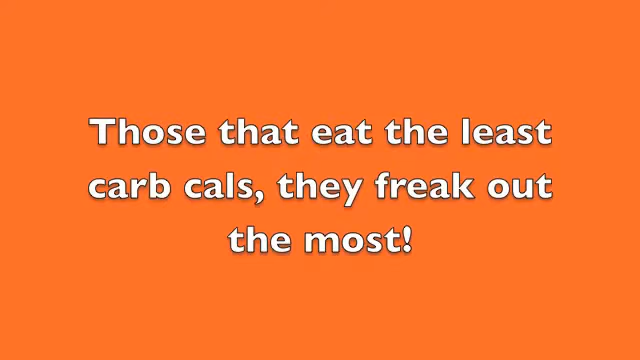 Those that eat the least
carb cals, they freak out
the most!